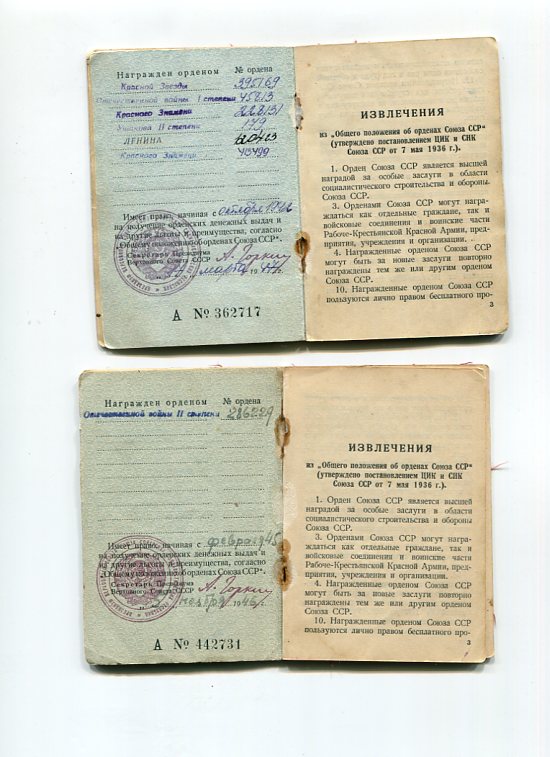 Награжден орденом № ордена
Красной Звезды 395169
Отечественной войны I степени
Красного Знамени
Ушакова II степени
ЛЕНИНА
Красного Знамени
Имеет право, начиная с октября 194
на получение орденских денежных выдач и
на другие льготы и преимущества, согласно
„Общему положению об орденах Союза ССР“.
Секретарь Президиума
Верховного Совета СССР А. Горкин
марта 1947 г.
А № 362717
ИЗВЛЕЧЕНИЯ
из „Общего положения об орденах Союза ССР“
(утверждено постановлением ЦИК и СНК
Союза ССР от 7 мая 1936 г.).
1. Орден Союза ССР является высшей
наградой за особые заслуги в области
социалистического строительства и обороны
Союза ССР.
3. Орденами Союза ССР могут награ-
ждаться как отдельные граждане, так и
войсковые соединения и воинские части
Рабоче-Крестьянской Красной Армии, пред-
приятия, учреждения и организации.
4. Награжденные орденом Союза ССР
могут быть за новые заслуги повторно
награждены тем же или другим орденом
Союза ССР.
10. Награжденные орденом Союза ССР
пользуются лично правом бесплатного про-
3
Награжден орденом № ордена
Отечественной войны II степени 286229
Имеет право, начиная с февраля 1945
на получение орденских денежных выдач и
на другие льготы и преимущества, согласно
„Общему положению об орденах Союза ССР“.
Секретарь Президиума
Верховного Совета СССР А. Горкин
ноября 1946 г.
А № 442731
ИЗВЛЕЧЕНИЯ
из „Общего положения об орденах Союза ССР“
(утверждено постановлением ЦИК и СНК
Союза ССР от 7 мая 1936 г.).
1. Орден Союза ССР является высшей
наградой за особые заслуги в области
социалистического строительства и обороны
Союза ССР.
3. Орденами Союза ССР могут награ-
ждаться как отдельные граждане, так и
войсковые соединения и воинские части
Рабоче-Крестьянской Красной Армии, пред-
приятия, учреждения и организации.
4. Награжденные орденом Союза ССР
могут быть за новые заслуги повторно
награждены тем же или другим орденом
Союза ССР.
10. Награжденные орденом Союза ССР
пользуются лично правом бесплатного про-
3